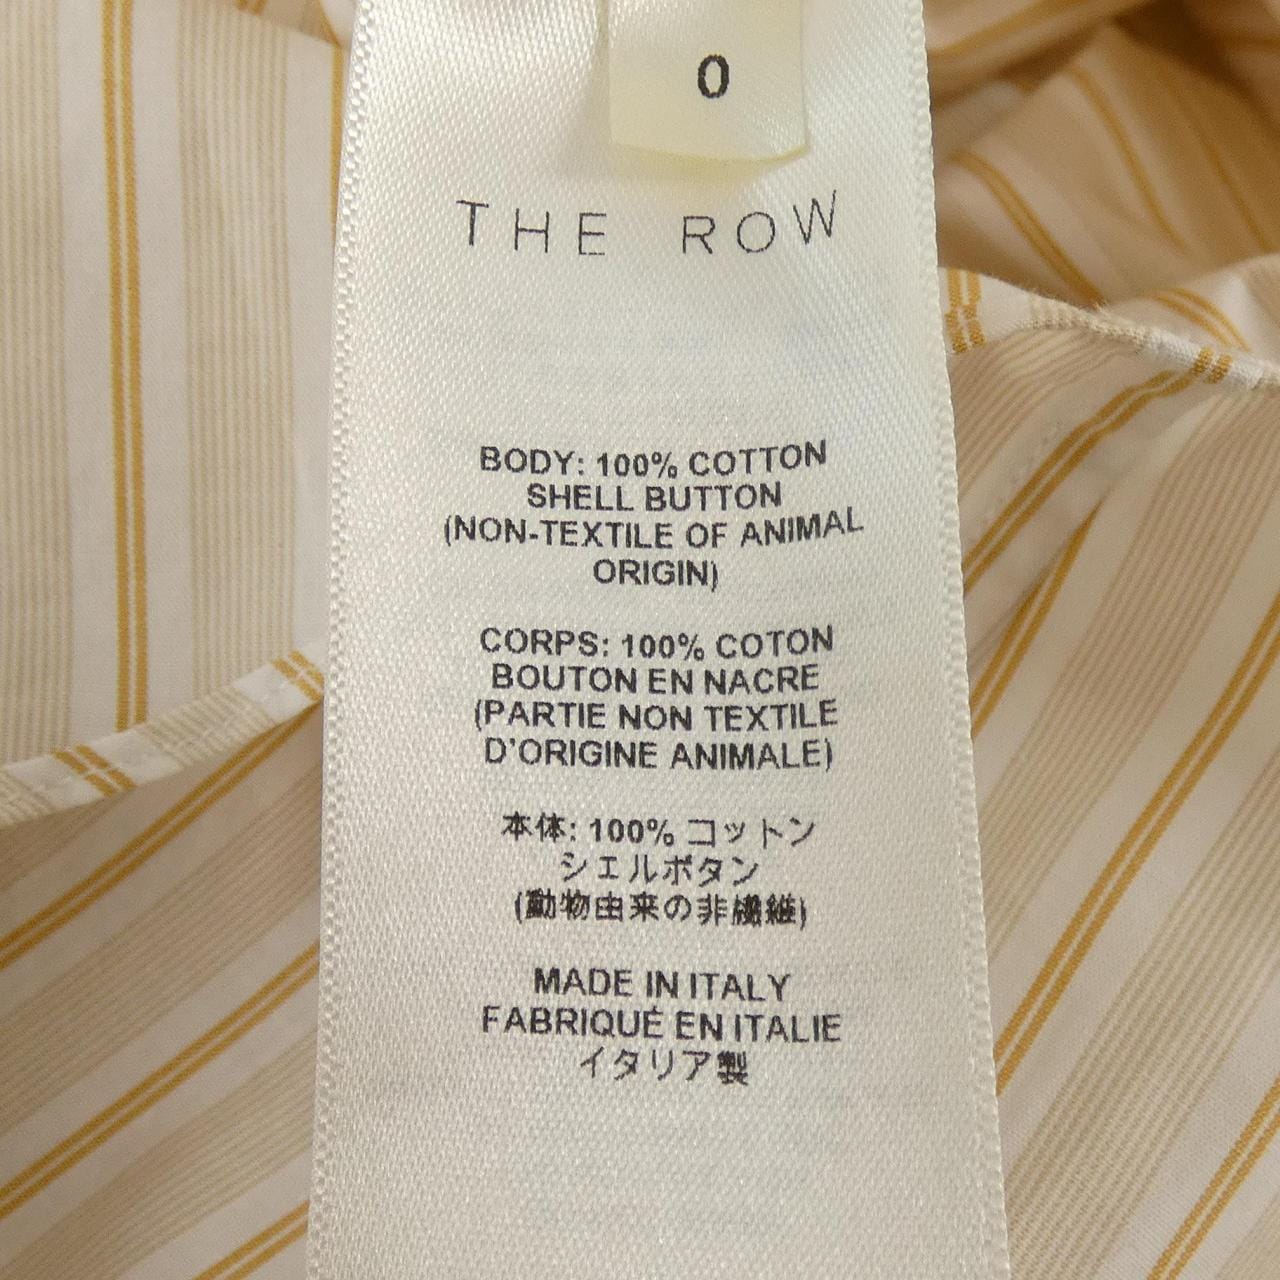 0
THE ROW
BODY: 100% COTTON
SHELL BUTTON
(NON-TEXTILE OF ANIMAL
ORIGIN)
CORPS: 100% COTON
BOUTON EN NACRE
(PARTIE NON TEXTILE
D'ORIGINE ANIMALE)
本体: 100% コットン
シェルボタン
(動物由来の非繊維)
MADE IN ITALY
FABRIQUÉ EN ITALIE
イタリア製